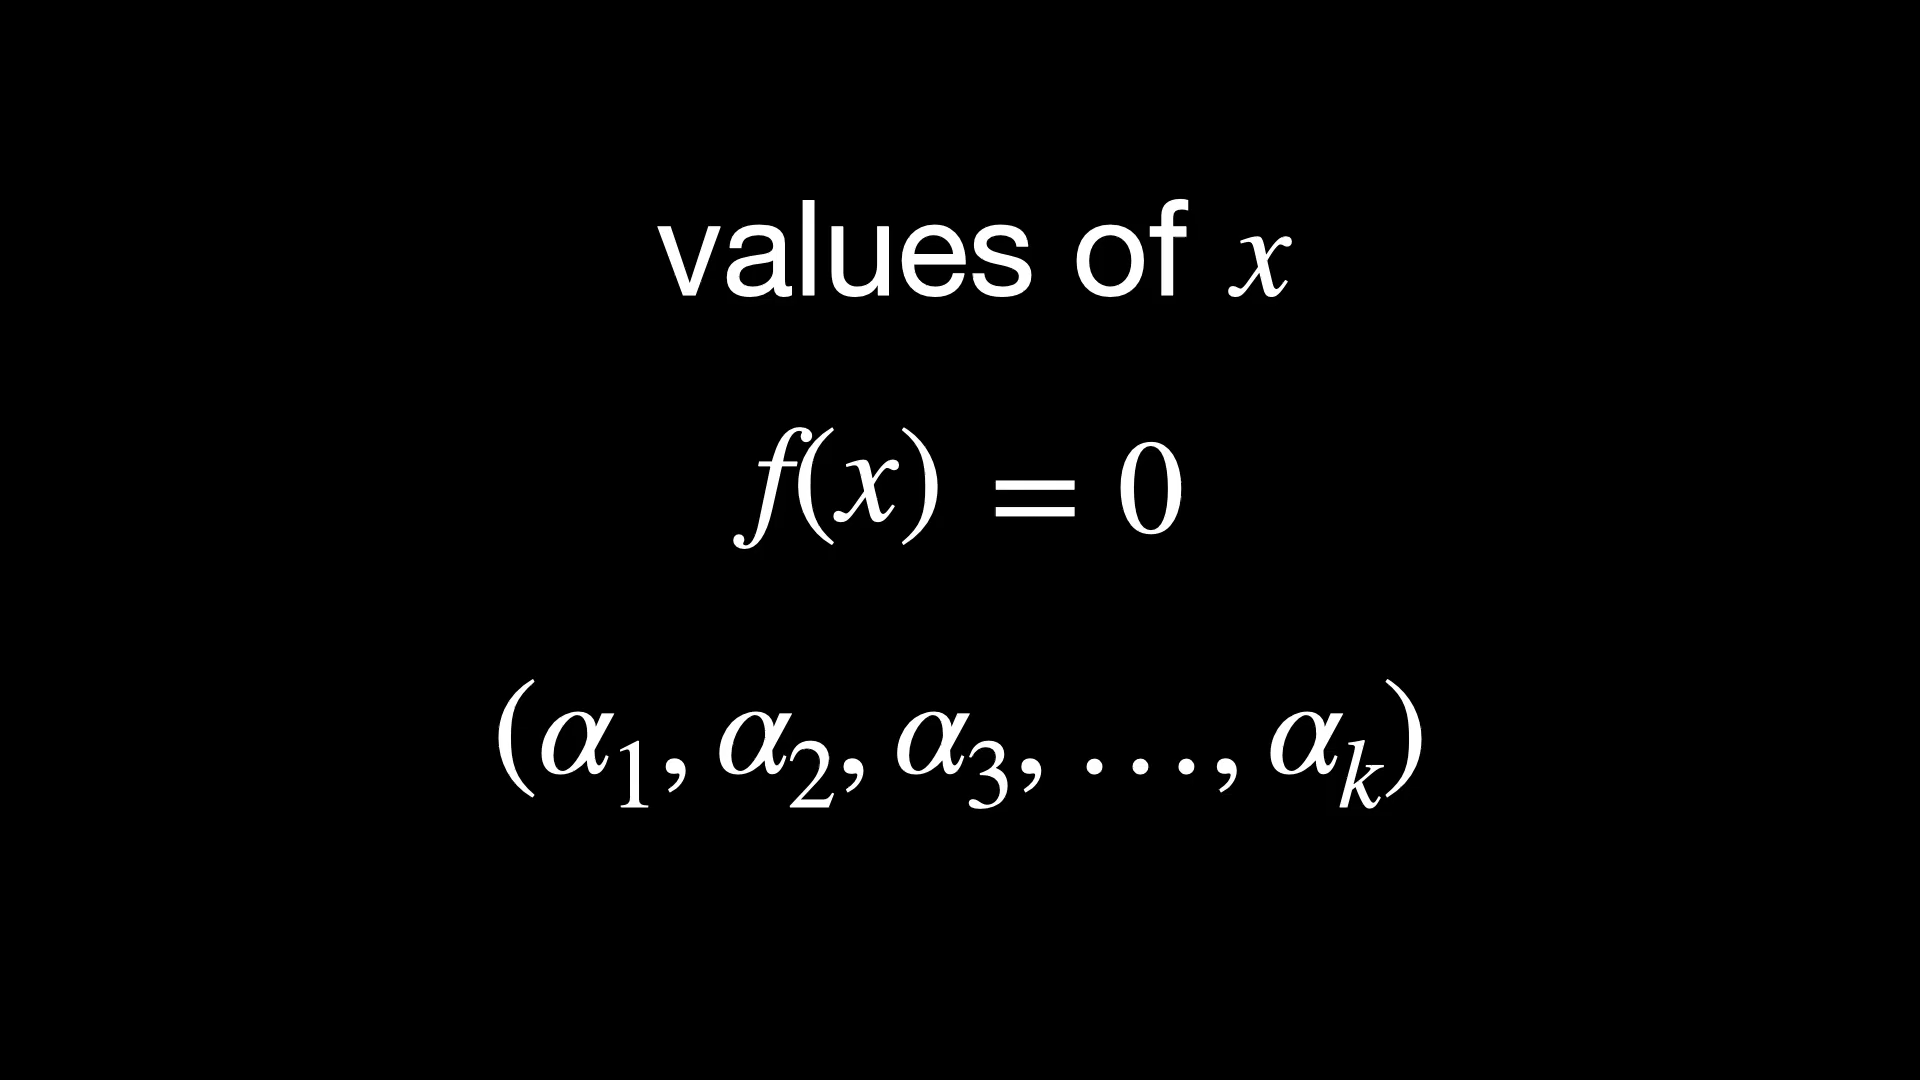 values of x
f(x) = 0
(α₁, α₂, α₃, …, αₖ)